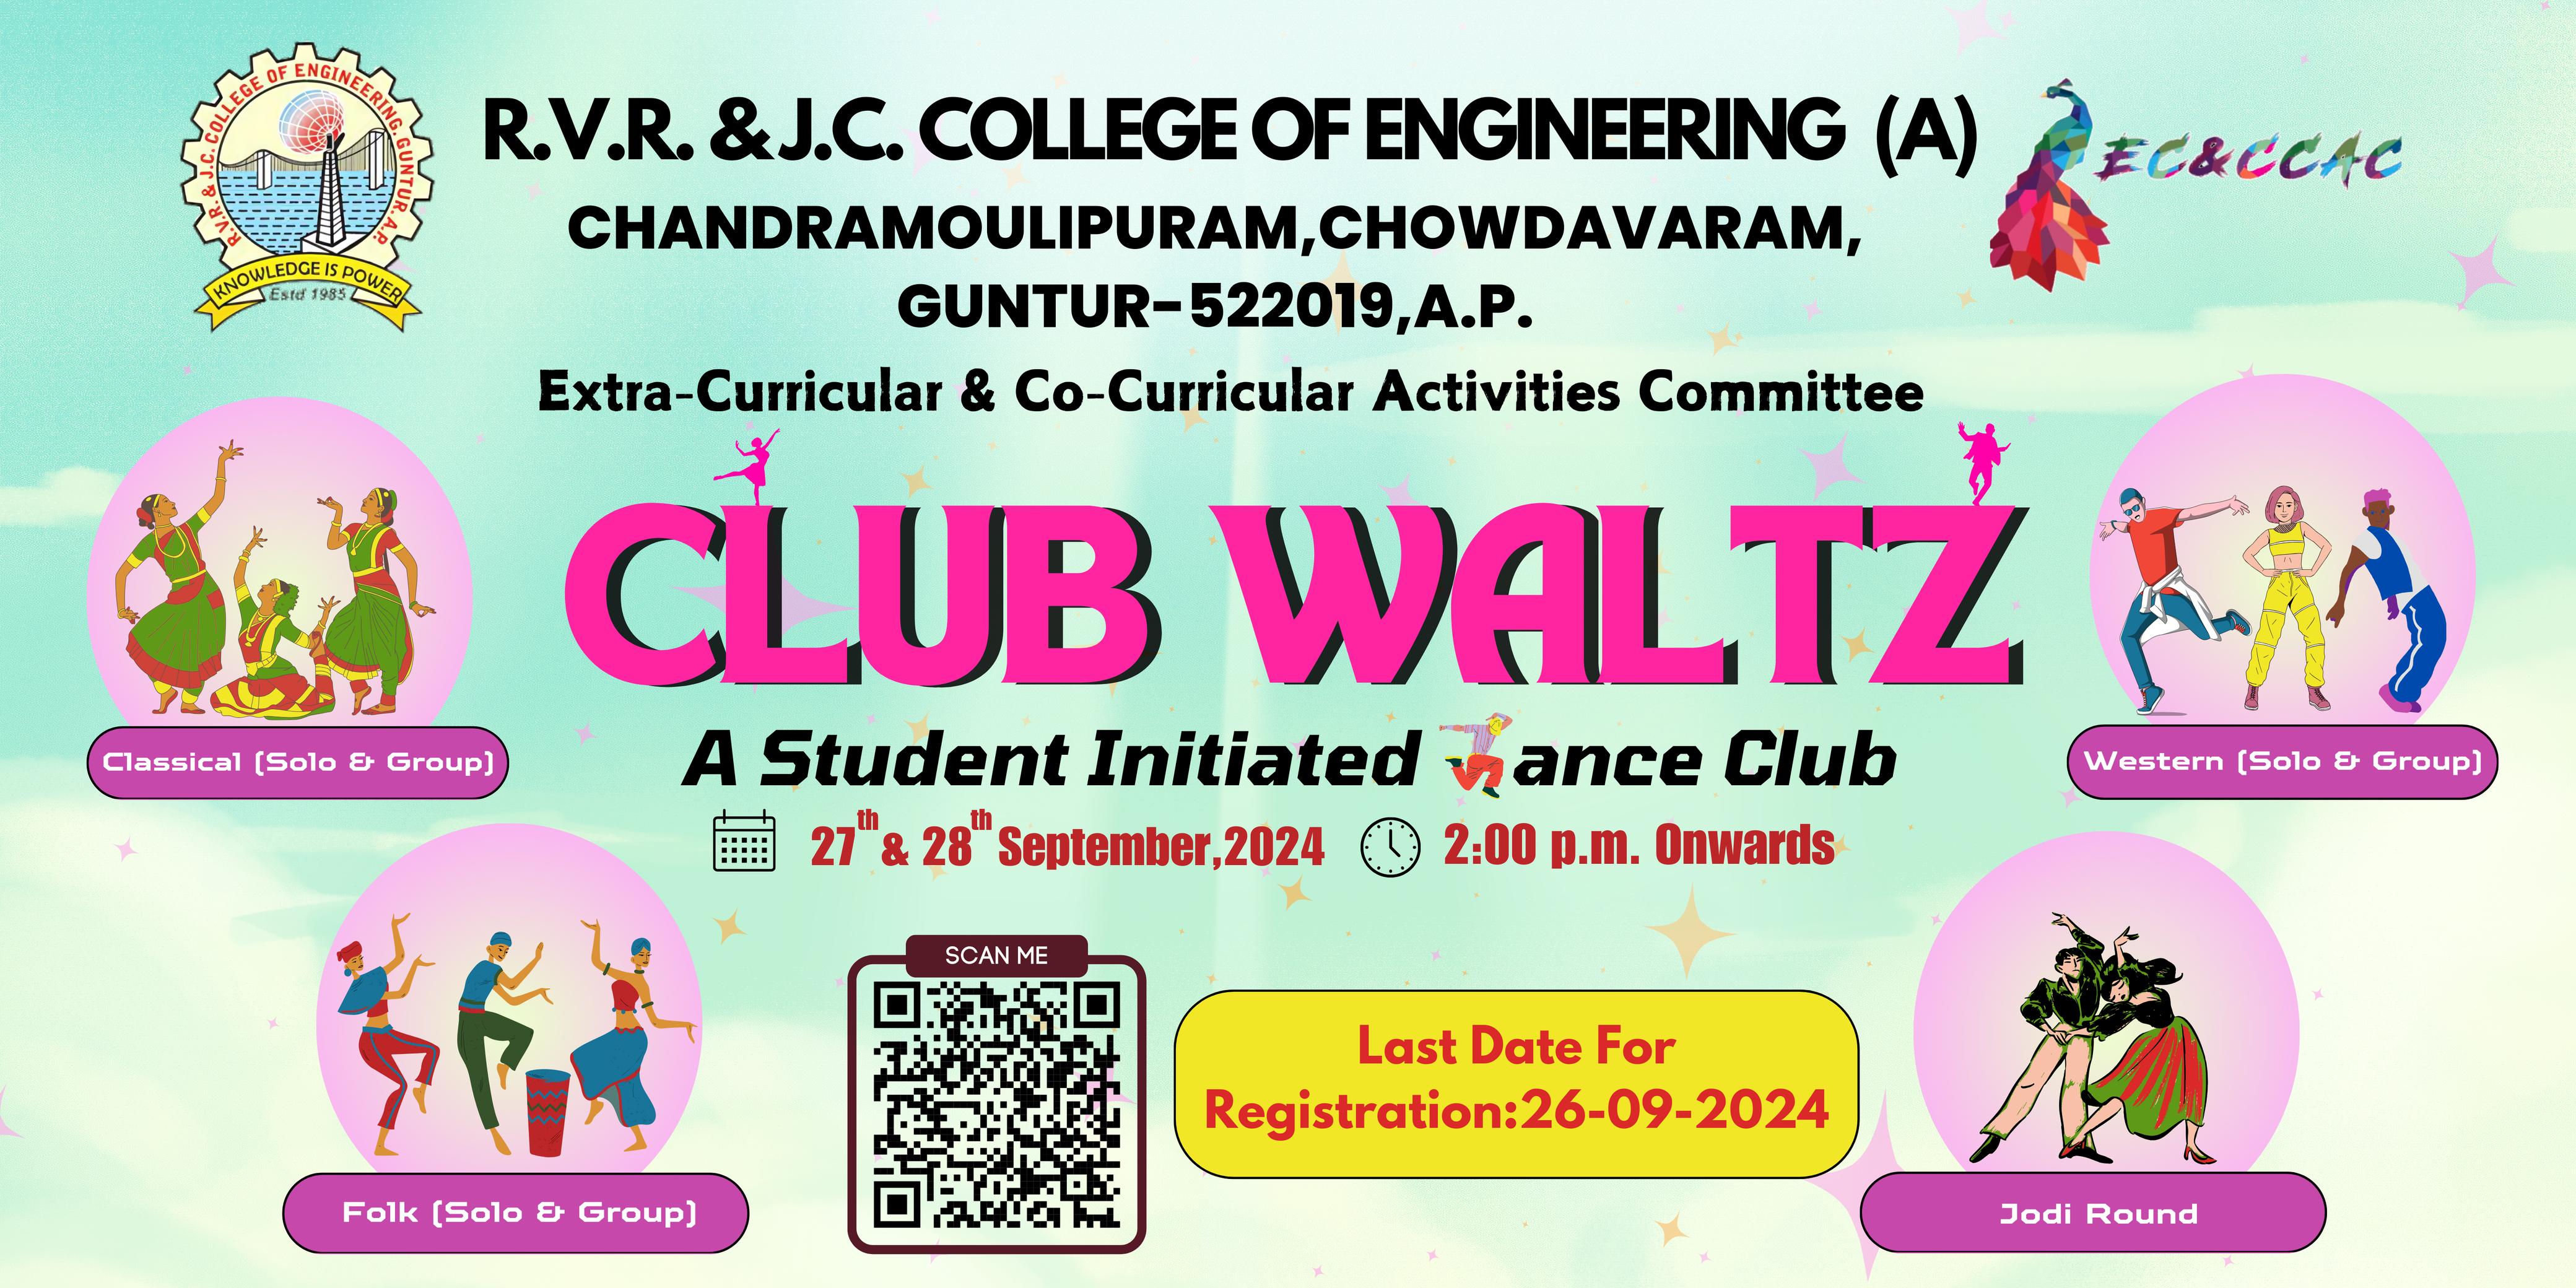 R.V.R. & J.C. COLLEGE OF ENGINEERING. GUNTUR. A.P.
KNOWLEDGE IS POWER
Estd 1985
R.V.R. & J.C. COLLEGE OF ENGINEERING (A)
EC&CCAC
CHANDRAMOULIPURAM,CHOWDAVARAM,
GUNTUR-522019,A.P.
Extra-Curricular & Co-Curricular Activities Committee
CLUB WALTZ
A Student Initiated Dance Club
Classical (Solo & Group)
Western (Solo & Group)
27th & 28th September,2024
2:00 p.m. Onwards
SCAN ME
Last Date For
Registration:26-09-2024
Folk (Solo & Group)
Jodi Round